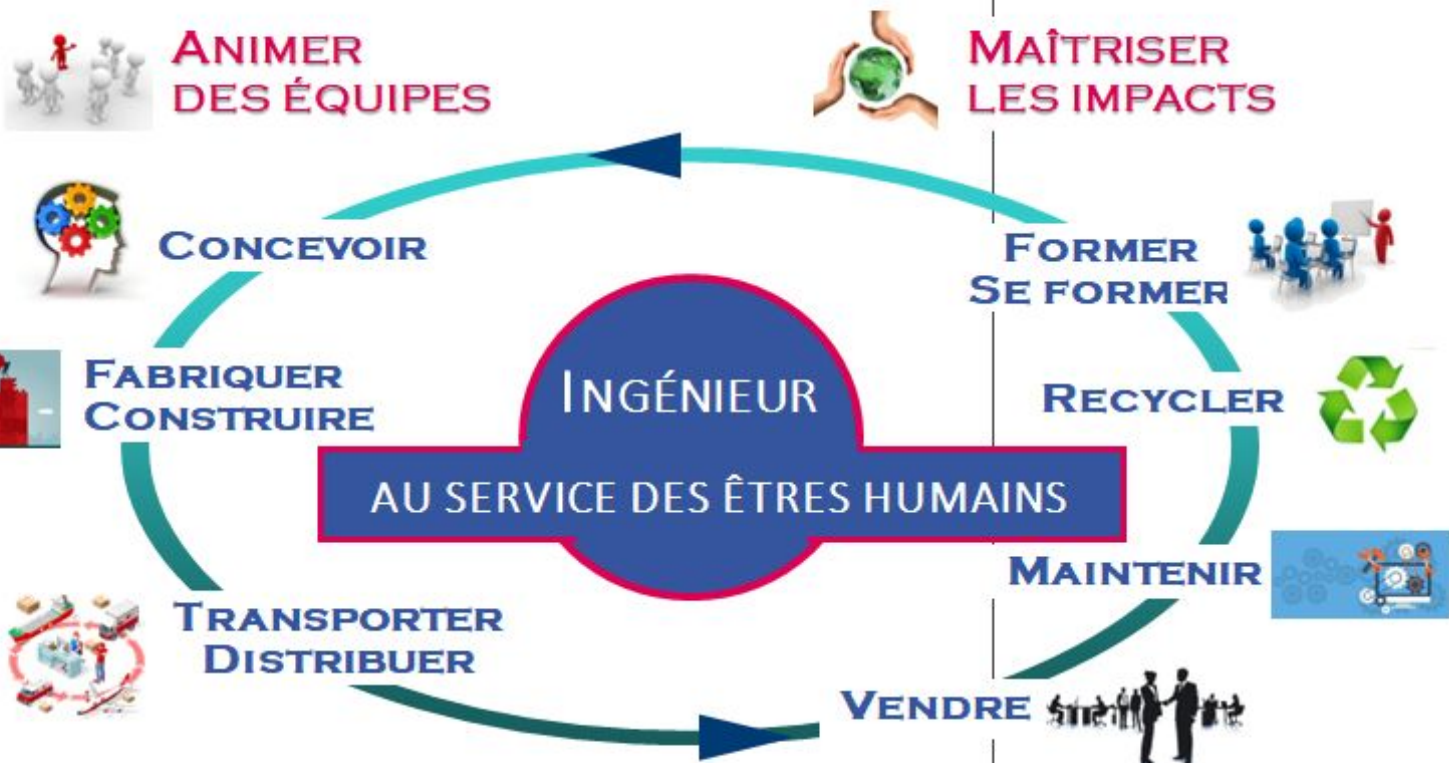 ANIMER
DES ÉQUIPES
MAÎTRISER
LES IMPACTS
CONCEVOIR
FORMER
SE FORMER
FABRIQUER
CONSTRUIRE
INGÉNIEUR
RECYCLER
AU SERVICE DES ÊTRES HUMAINS
MAINTENIR
TRANSPORTER
DISTRIBUER
VENDRE